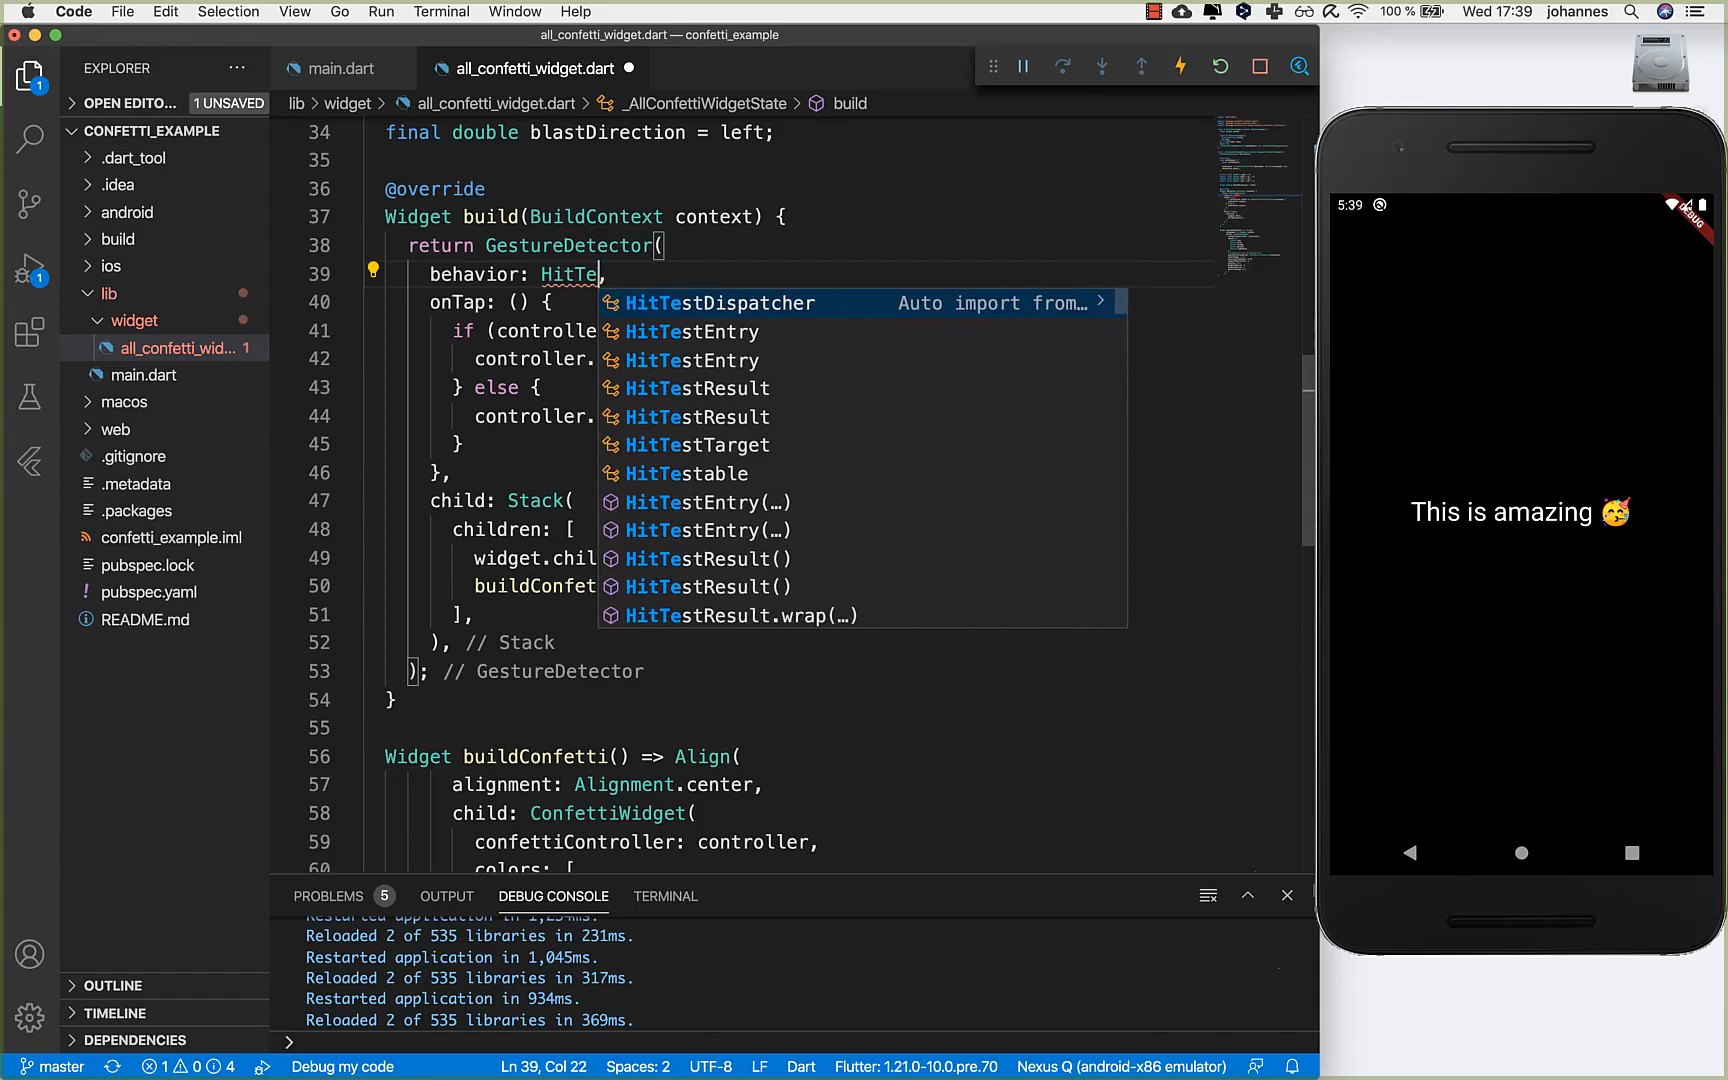 Code File Edit Selection View Go Run Terminal Window Help 100 % Wed 17:39 johannes
all_confetti_widget.dart — confetti_example
EXPLORER ···
main.dart
all_confetti_widget.dart
OPEN EDITO... 1 UNSAVED
lib > widget > all_confetti_widget.dart > _AllConfettiWidgetState > build
CONFETTI_EXAMPLE
.dart_tool
.idea
android
build
ios
lib
widget
all_confetti_wid... 1
main.dart
macos
web
.gitignore
.metadata
.packages
confetti_example.iml
pubspec.lock
pubspec.yaml
README.md
OUTLINE
TIMELINE
DEPENDENCIES
1
1
34 final double blastDirection = left;
35
36 @override
37 Widget build(BuildContext context) {
38 return GestureDetector(
39 behavior: HitTe,
40 onTap: () {
41 if (controlle
42 controller.
43 } else {
44 controller.
45 }
46 },
47 child: Stack(
48 children: [
49 widget.chil
50 buildConfet
51 ],
52 ), // Stack
53 ); // GestureDetector
54 }
55
56 Widget buildConfetti() => Align(
57 alignment: Alignment.center,
58 child: ConfettiWidget(
59 confettiController: controller,
60 colors: [
HitTestDispatcher Auto import from...
HitTestEntry
HitTestEntry
HitTestResult
HitTestResult
HitTestTarget
HitTestable
HitTestEntry(…)
HitTestEntry(…)
HitTestResult()
HitTestResult()
HitTestResult.wrap(…)
PROBLEMS 5 OUTPUT DEBUG CONSOLE TERMINAL
Restarted application in 1,234ms.
Reloaded 2 of 535 libraries in 231ms.
Restarted application in 1,045ms.
Reloaded 2 of 535 libraries in 317ms.
Restarted application in 934ms.
Reloaded 2 of 535 libraries in 369ms.
master 1 0 4 Debug my code Ln 39, Col 22 Spaces: 2 UTF-8 LF Dart Flutter: 1.21.0-10.0.pre.70 Nexus Q (android-x86 emulator)
5:39
DEBUG
This is amazing 🥳